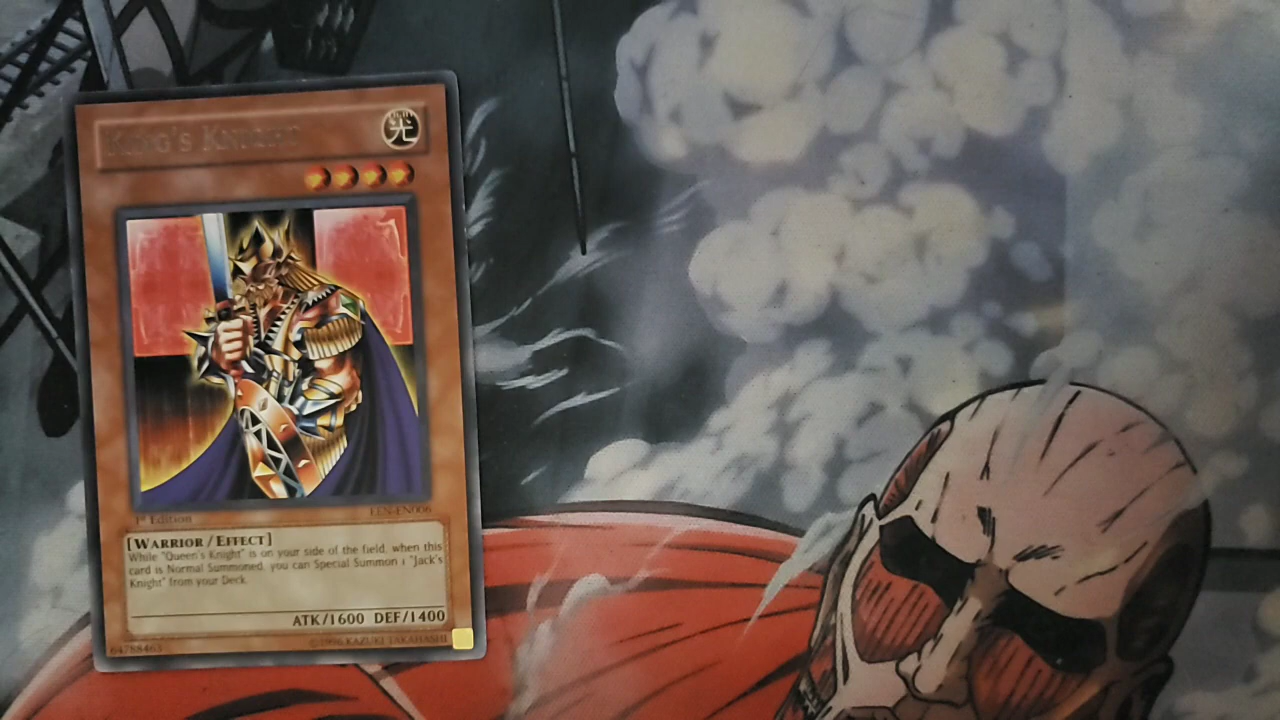 King's Knight
光
1st Edition
EEN-EN006
[Warrior/Effect]
While "Queen's Knight" is on your side of the field, when this
card is Normal Summoned, you can Special Summon 1 "Jack's
Knight" from your Deck.
ATK/1600 DEF/1400
64788463
©1996 KAZUKI TAKAHASHI